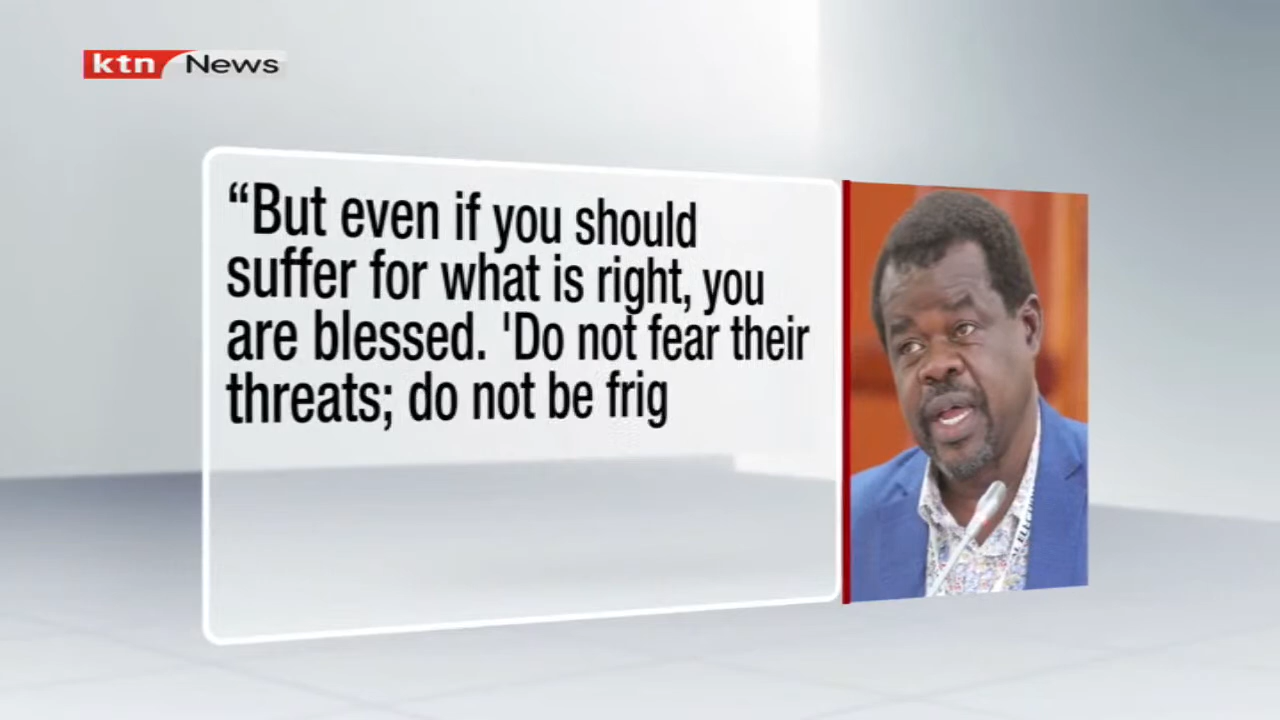 ktn News
“But even if you should
suffer for what is right, you
are blessed. 'Do not fear their
threats; do not be frig